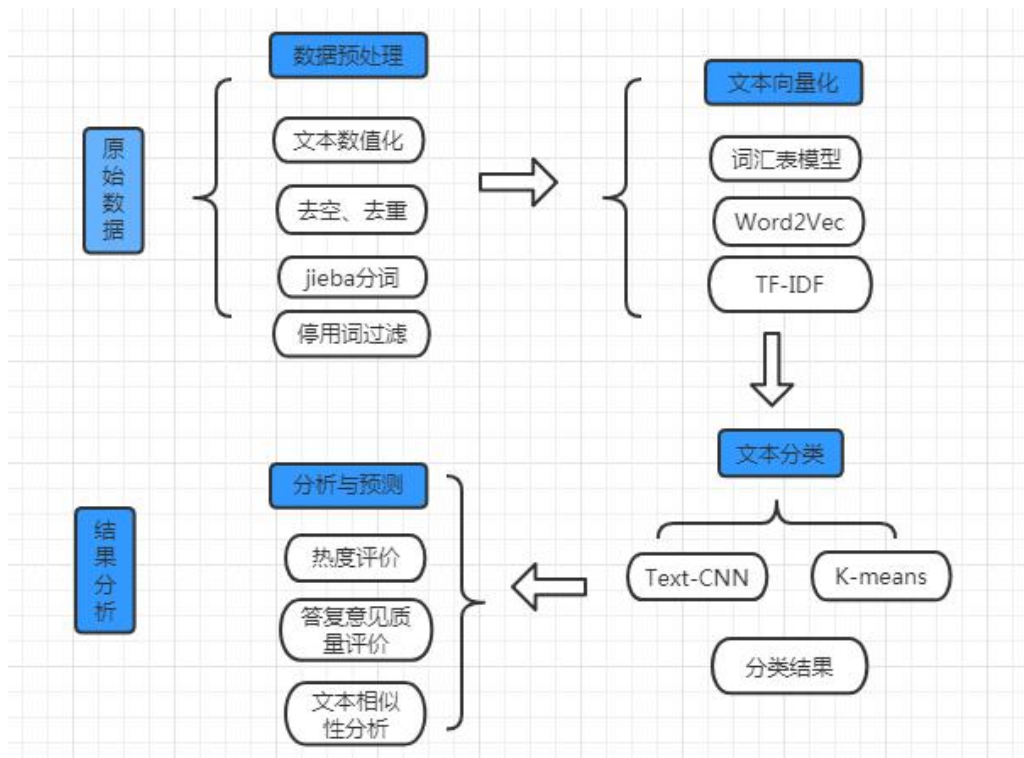 原
始
数
据
数据预处理
文本数值化
去空、去重
jieba分词
停用词过滤
文本向量化
词汇表模型
Word2Vec
TF-IDF
文本分类
Text-CNN
K-means
分类结果
分析与预测
热度评价
答复意见质
量评价
文本相似
性分析
结
果
分
析